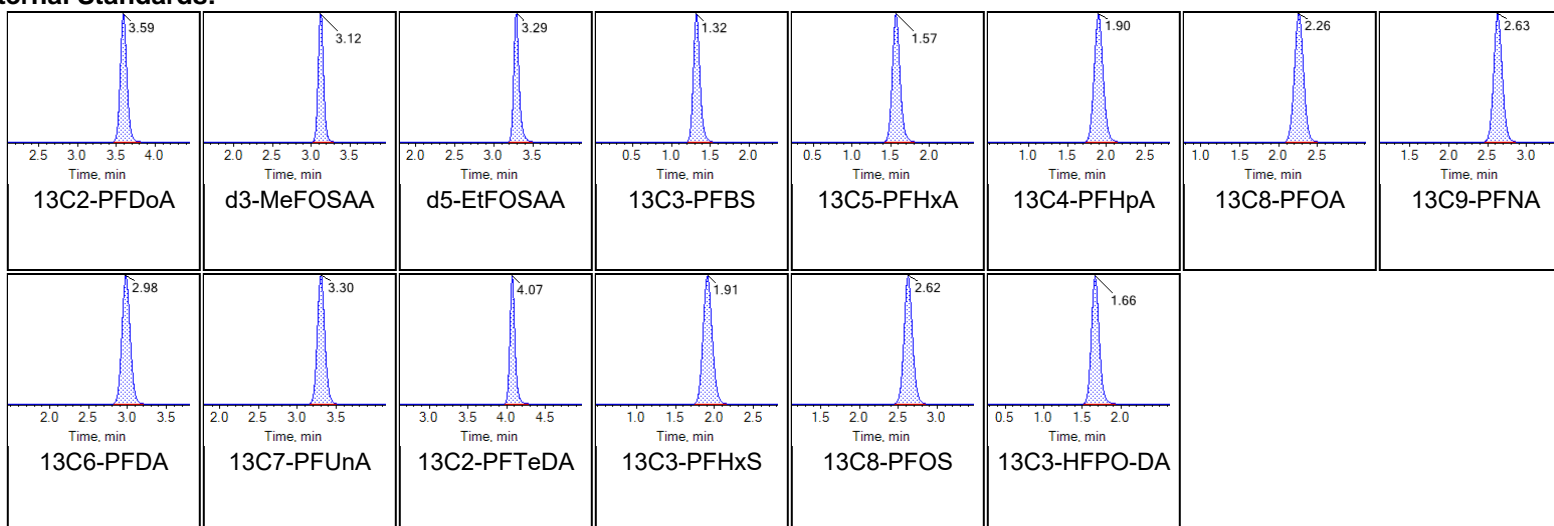 ternal Standards:
3.59
3.12
3.29
1.32
1.57
1.90
2.26
2.63
2.5 3.0 3.5 4.0
2.0 2.5 3.0 3.5
2.0 2.5 3.0 3.5
0.5 1.0 1.5 2.0
0.5 1.0 1.5 2.0
1.0 1.5 2.0 2.5
1.0 1.5 2.0 2.5
1.5 2.0 2.5 3.0
Time, min
Time, min
Time, min
Time, min
Time, min
Time, min
Time, min
Time, min
13C2-PFDoA
d3-MeFOSAA
d5-EtFOSAA
13C3-PFBS
13C5-PFHxA
13C4-PFHpA
13C8-PFOA
13C9-PFNA
2.98
3.30
4.07
1.91
2.62
1.66
2.0 2.5 3.0 3.5
2.0 2.5 3.0 3.5
3.0 3.5 4.0 4.5
1.0 1.5 2.0 2.5
1.5 2.0 2.5 3.0
0.5 1.0 1.5 2.0
Time, min
Time, min
Time, min
Time, min
Time, min
Time, min
13C6-PFDA
13C7-PFUnA
13C2-PFTeDA
13C3-PFHxS
13C8-PFOS
13C3-HFPO-DA